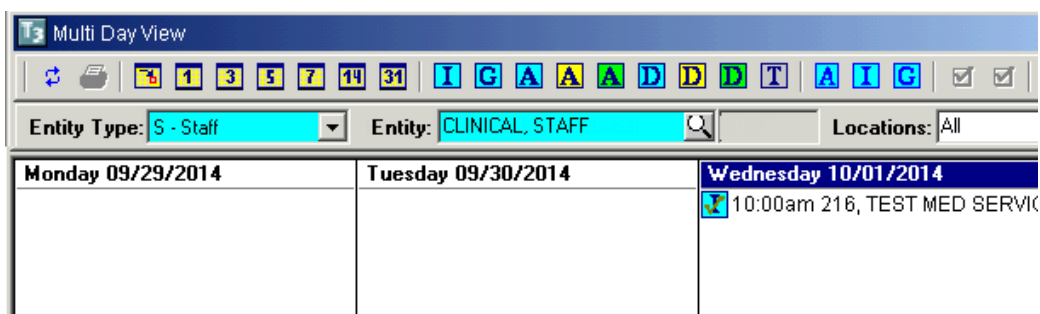 T3 Multi Day View
1 3 5 7 14 31 I G A A A D D D T A I G
Entity Type: S - Staff Entity: CLINICAL, STAFF Locations: All
Monday 09/29/2014 Tuesday 09/30/2014 Wednesday 10/01/2014
I 10:00am 216, TEST MED SERVIC